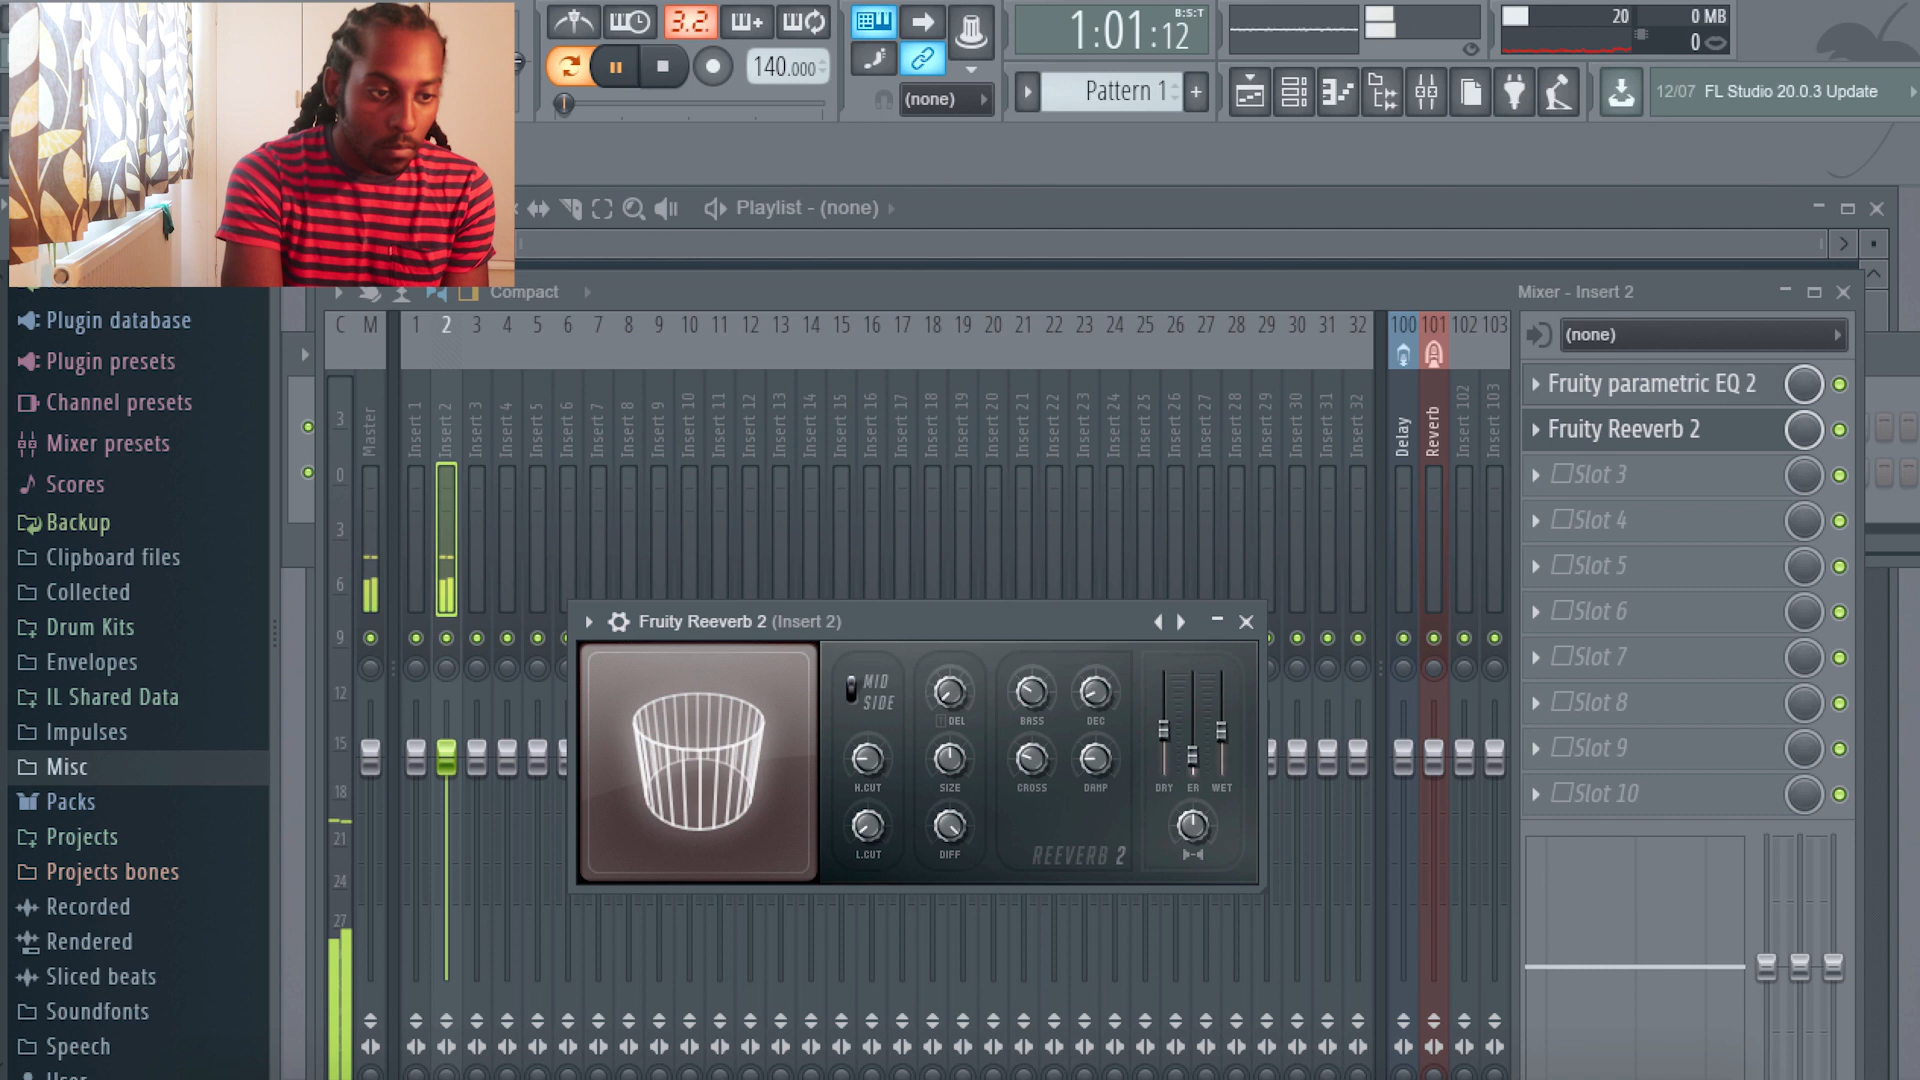 3.2.
140.000
(none)
1:01:12
B:S:T
Pattern 1
20
0 MB
0
12/07 FL Studio 20.0.3 Update
Playlist - (none)
Compact
Mixer - Insert 2
Plugin database
Plugin presets
Channel presets
Mixer presets
Scores
Backup
Clipboard files
Collected
Drum Kits
Envelopes
IL Shared Data
Impulses
Misc
Packs
Projects
Projects bones
Recorded
Rendered
Sliced beats
Soundfonts
Speech
C M 1 2 3 4 5 6 7 8 9 10 11 12 13 14 15 16 17 18 19 20 21 22 23 24 25 26 27 28 29 30 31 32 100 101 102 103
3
0
3
6
9
12
15
18
21
24
27
Master
Insert 1
Insert 2
Insert 3
Insert 4
Insert 5
Insert 6
Insert 7
Insert 8
Insert 9
Insert 10
Insert 11
Insert 12
Insert 13
Insert 14
Insert 15
Insert 16
Insert 17
Insert 18
Insert 19
Insert 20
Insert 21
Insert 22
Insert 23
Insert 24
Insert 25
Insert 26
Insert 27
Insert 28
Insert 29
Insert 30
Insert 31
Insert 32
Delay
Reverb
Insert 102
Insert 103
Fruity Reeverb 2 (Insert 2)
MID
SIDE
DEL
BASS
DEC
H.CUT
SIZE
CROSS
DAMP
DRY ER WET
L.CUT
DIFF
REEVERB 2
(none)
Fruity parametric EQ 2
Fruity Reeverb 2
Slot 3
Slot 4
Slot 5
Slot 6
Slot 7
Slot 8
Slot 9
Slot 10